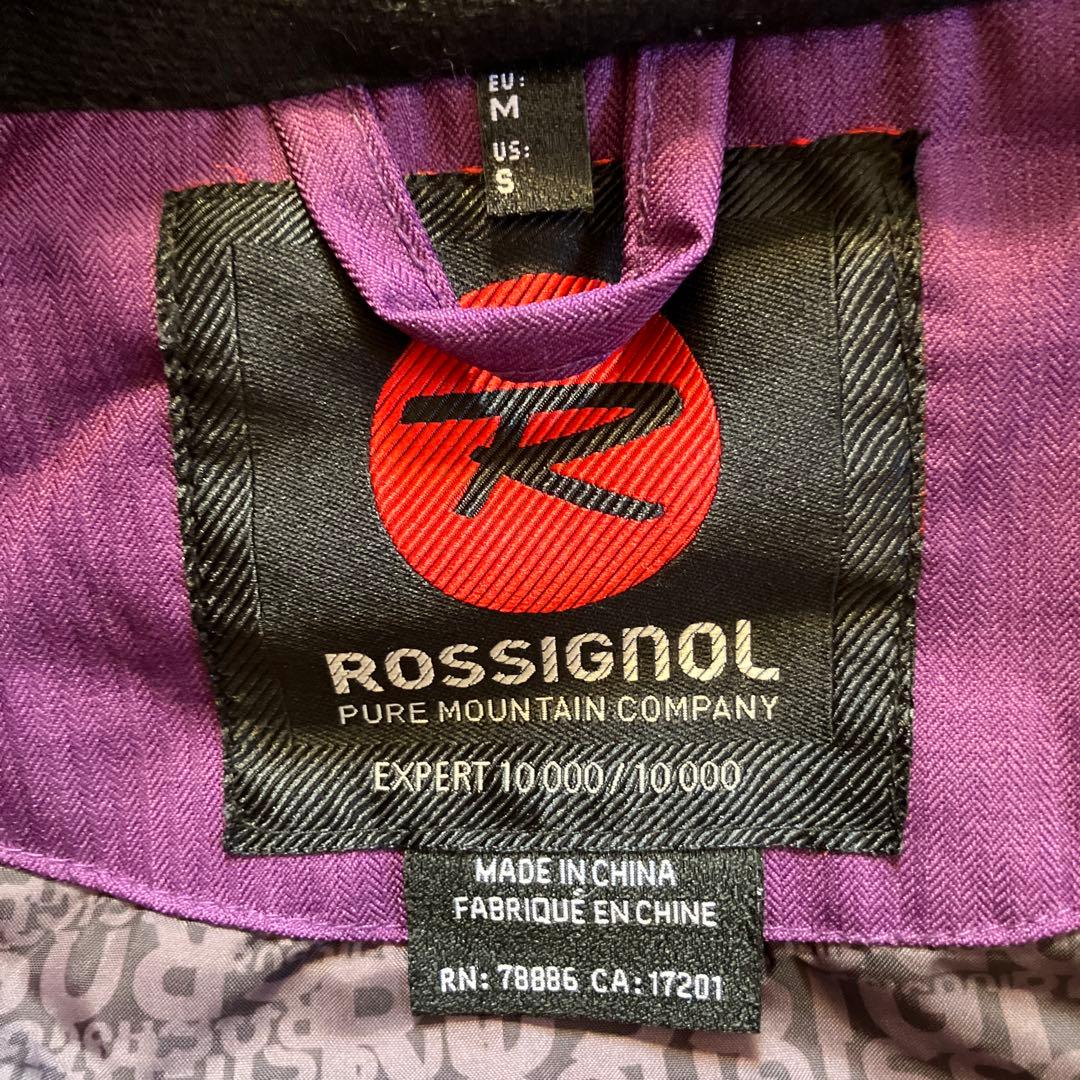 EU:
M
US:
S
R
ROSSIGNOL
PURE MOUNTAIN COMPANY
EXPERT 10 000/10 000
MADE IN CHINA
FABRIQUÉ EN CHINE
RN: 78886 CA: 17201